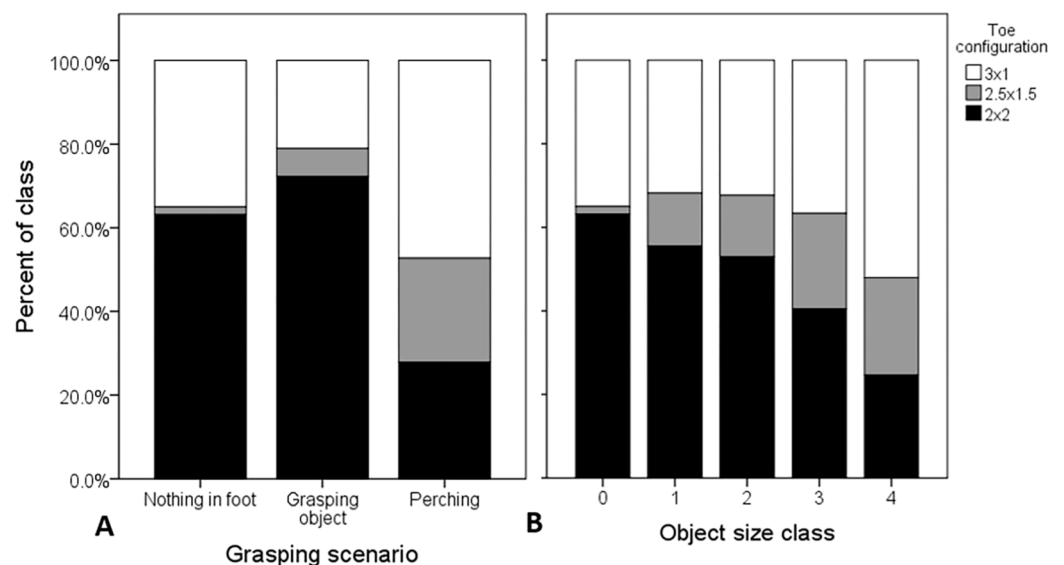 Toe
configuration
3x1
2.5x1.5
2x2
Percent of class
100.0%
80.0%
60.0%
40.0%
20.0%
0.0%
Nothing in foot
Grasping
object
Perching
A
Grasping scenario
0
1
2
3
4
B
Object size class